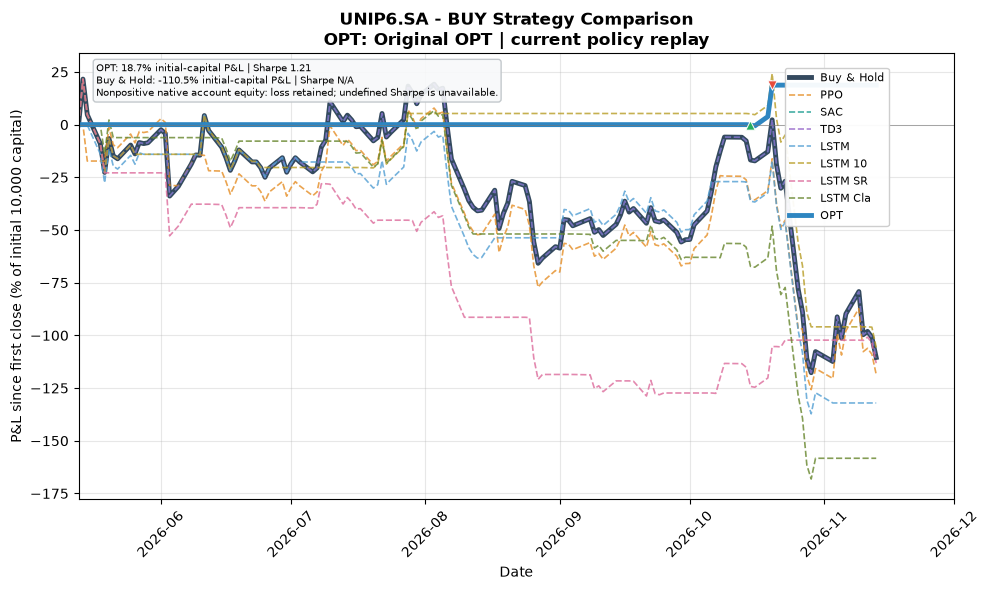 UNIP6.SA - BUY Strategy Comparison
OPT: Original OPT | current policy replay
OPT: 18.7% initial-capital P&L | Sharpe 1.21
Buy & Hold: -110.5% initial-capital P&L | Sharpe N/A
Nonpositive native account equity: loss retained; undefined Sharpe is unavailable.
Buy & Hold
PPO
SAC
TD3
LSTM
LSTM 10
LSTM SR
LSTM Cla
OPT
P&L since first close (% of initial 10,000 capital)
25
0
−25
−50
−75
−100
−125
−150
−175
2026-06
2026-07
2026-08
2026-09
2026-10
2026-11
2026-12
Date